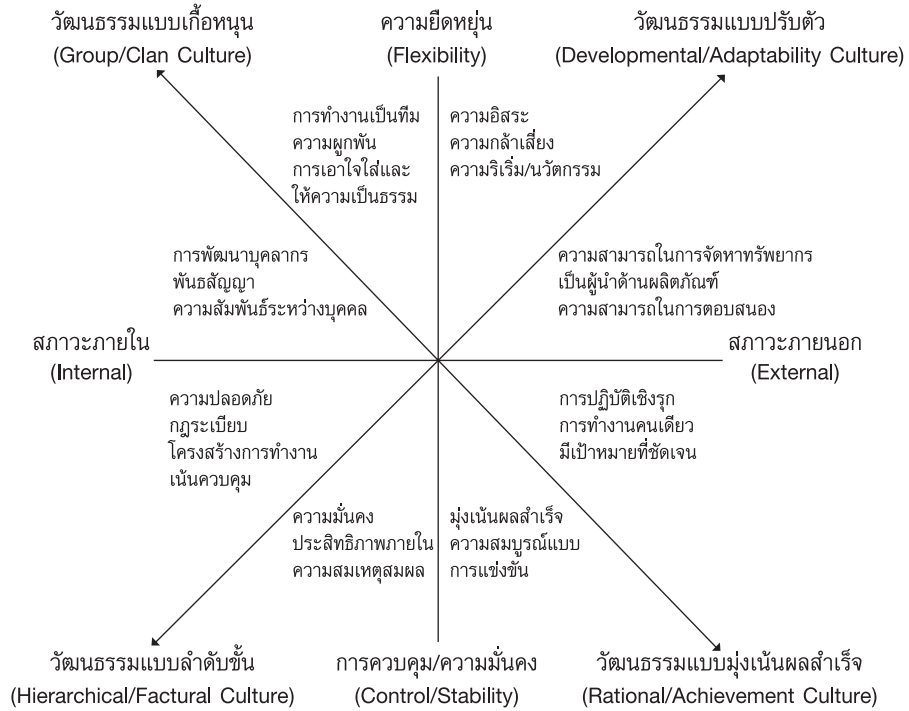 วัฒนธรรมแบบเกื้อหนุน
(Group/Clan Culture)
ความยืดหยุ่น
(Flexibility)
วัฒนธรรมแบบปรับตัว
(Developmental/Adaptability Culture)
การทำงานเป็นทีม
ความผูกพัน
การเอาใจใส่และ
ให้ความเป็นธรรม
ความอิสระ
ความกล้าเสี่ยง
ความริเริ่ม/นวัตกรรม
การพัฒนาบุคลากร
พันธสัญญา
ความสัมพันธ์ระหว่างบุคคล
ความสามารถในการจัดหาทรัพยากร
เป็นผู้นำด้านผลิตภัณฑ์
ความสามารถในการตอบสนอง
สภาวะภายใน
(Internal)
สภาวะภายนอก
(External)
ความปลอดภัย
กฎระเบียบ
โครงสร้างการทำงาน
เน้นควบคุม
การปฏิบัติเชิงรุก
การทำงานคนเดียว
มีเป้าหมายที่ชัดเจน
ความมั่นคง
ประสิทธิภาพภายใน
ความสมเหตุสมผล
มุ่งเน้นผลสำเร็จ
ความสมบูรณ์แบบ
การแข่งขัน
วัฒนธรรมแบบลำดับขั้น
(Hierarchical/Factural Culture)
การควบคุม/ความมั่นคง
(Control/Stability)
วัฒนธรรมแบบมุ่งเน้นผลสำเร็จ
(Rational/Achievement Culture)